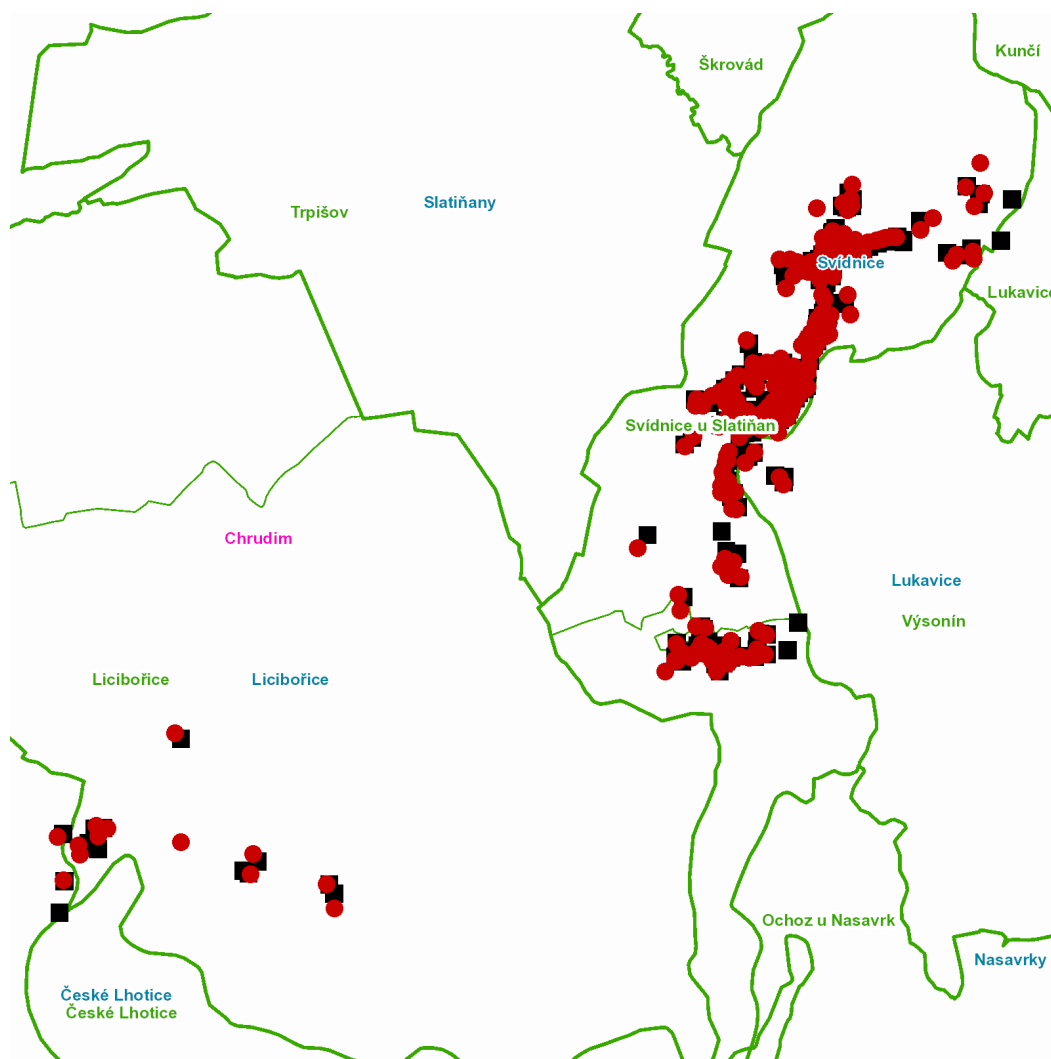 Kunčí
Škrovád
Slatiňany
Trpišov
Svídnice
Lukavice
Svídnice u Slatiňan
Chrudim
Lukavice
Výsonín
Licibořice
Licibořice
Ochoz u Nasavrk
Nasavrky
České Lhotice
České Lhotice